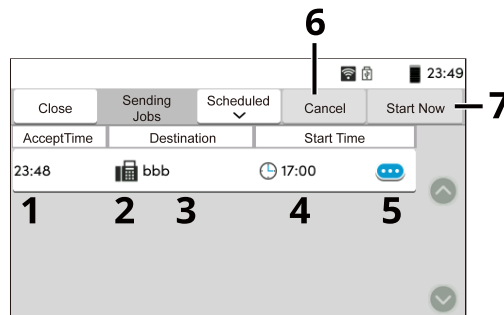 6
23:49
Close
Sending
Jobs
Scheduled
Cancel
Start Now
7
AcceptTime
Destination
Start Time
23:48
bbb
17:00
1
2
3
4
5